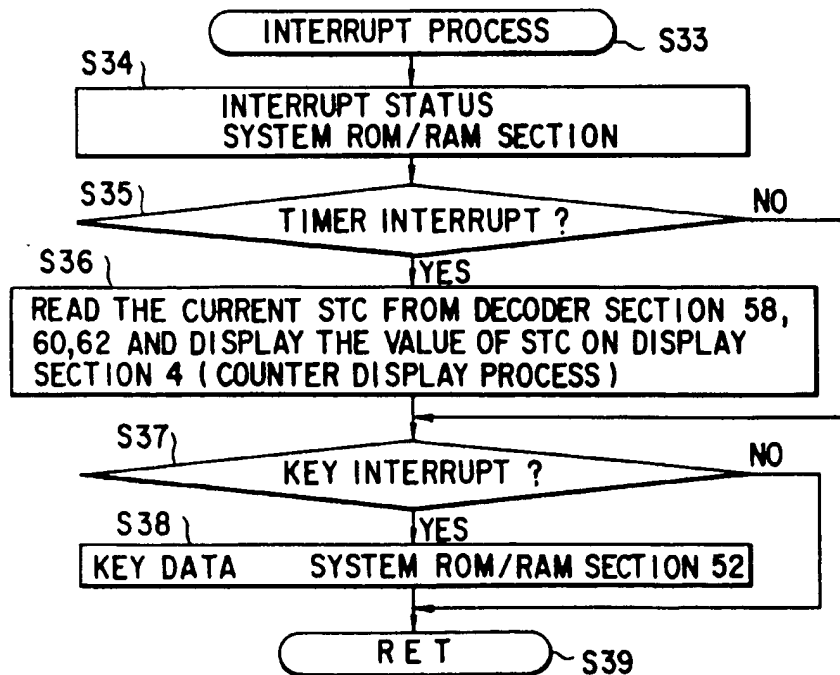 INTERRUPT PROCESS
S33
S34
INTERRUPT STATUS
SYSTEM ROM/RAM SECTION
S35
TIMER INTERRUPT ?
NO
S36
YES
READ THE CURRENT STC FROM DECODER SECTION 58,
60,62 AND DISPLAY THE VALUE OF STC ON DISPLAY
SECTION 4 (COUNTER DISPLAY PROCESS)
S37
KEY INTERRUPT ?
NO
S38
YES
KEY DATA SYSTEM ROM/RAM SECTION 52
RET
S39